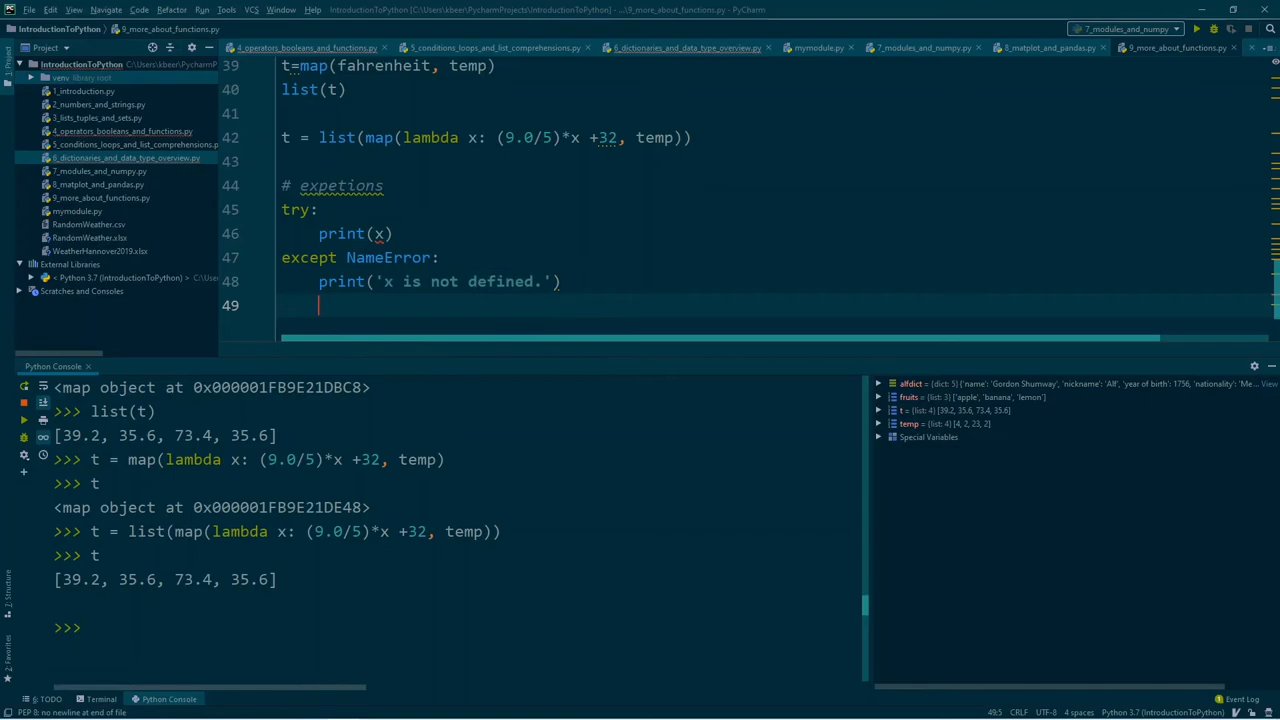 File Edit View Navigate Code Refactor Run Tools VCS Window Help IntroductionToPython [C:\Users\kbeer\PycharmProjects\IntroductionToPython] - ...\9_more_about_functions.py - PyCharm
IntroductionToPython 9_more_about_functions.py 7_modules_and_numpy
Project 4_operators_booleans_and_functions.py 5_conditions_loops_and_list_comprehensions.py 6_dictionaries_and_data_type_overview.py mymodule.py 7_modules_and_numpy.py 8_matplot_and_pandas.py 9_more_about_functions.py
1: Project
IntroductionToPython C:\Users\kbeer\PycharmProjects
venv library root
1_introduction.py
2_numbers_and_strings.py
3_lists_tuples_and_sets.py
4_operators_booleans_and_functions.py
5_conditions_loops_and_list_comprehensions.p
6_dictionaries_and_data_type_overview.py
7_modules_and_numpy.py
8_matplot_and_pandas.py
9_more_about_functions.py
mymodule.py
RandomWeather.csv
RandomWeather.xlsx
WeatherHannover2019.xlsx
External Libraries
< Python 3.7 (IntroductionToPython) > C:\Users
Scratches and Consoles
39 t=map(fahrenheit, temp)
40 list(t)
41
42 t = list(map(lambda x: (9.0/5)*x +32, temp))
43
44 # expetions
45 try:
46 print(x)
47 except NameError:
48 print('x is not defined.')
49
Python Console
<map object at 0x000001FB9E21DBC8>
>>> list(t)
[39.2, 35.6, 73.4, 35.6]
>>> t = map(lambda x: (9.0/5)*x +32, temp)
>>> t
<map object at 0x000001FB9E21DE48>
>>> t = list(map(lambda x: (9.0/5)*x +32, temp))
>>> t
[39.2, 35.6, 73.4, 35.6]
>>>
alfdict = {dict: 5} {'name': 'Gordon Shumway', 'nickname': 'Alf', 'year of birth': 1756, 'nationality': 'Me ... View
fruits = {list: 3} ['apple', 'banana', 'lemon']
t = {list: 4} [39.2, 35.6, 73.4, 35.6]
temp = {list: 4} [4, 2, 23, 2]
Special Variables
7: Structure
2: Favorites
6: TODO Terminal Python Console Event Log
PEP 8: no newline at end of file 49:5 CRLF UTF-8 4 spaces Python 3.7 (IntroductionToPython)